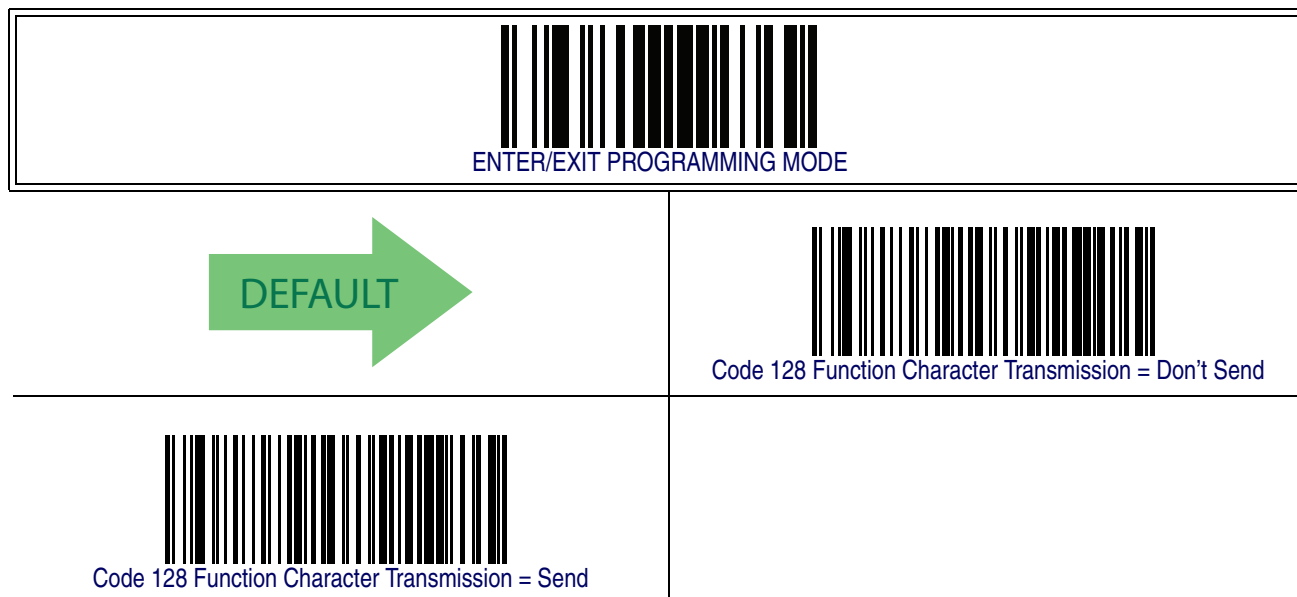 ENTER/EXIT PROGRAMMING MODE
DEFAULT
Code 128 Function Character Transmission = Don't Send
Code 128 Function Character Transmission = Send